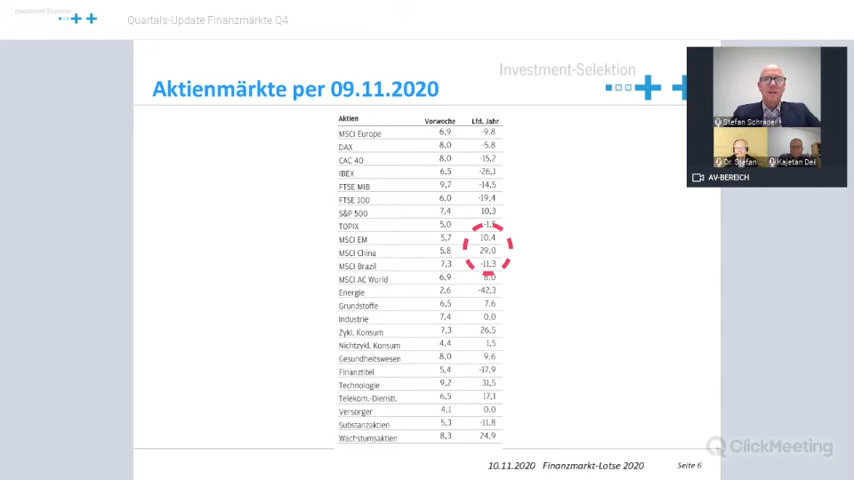 Investment-Selektion
Quartals-Update Finanzmärkte Q4
Investment-Selektion
Aktienmärkte per 09.11.2020
Aktien Vorwoche Lfd. Jahr
MSCI Europe 6,9 -9,8
DAX 8,0 -5,8
CAC 40 8,0 -15,2
IBEX 6,5 -26,1
FTSE MIB 9,7 -14,5
FTSE 100 6,0 -19,4
S&P 500 7,4 10,3
TOPIX 5,0
MSCI EM 5,7 10,4
MSCI China 5,8 29,0
MSCI Brazil 7,3 -11,3
MSCI AC World 6,9
Energie 2,6 -42,3
Grundstoffe 6,5 7,6
Industrie 7,4 0,0
Zykl. Konsum 7,3 26,5
Nichtzykl. Konsum 4,4 1,5
Gesundheitswesen 8,0 9,6
Finanztitel 5,4 -17,9
Technologie 9,2 31,5
Telekom.-Dienstl. 6,5 17,1
Versorger 4,1 0,0
Substanzaktien 5,3 -11,8
Wachstumsaktien 8,3 24,9
Stefan Schrader
Dr. Stefan
Kajetan Deil
AV-BEREICH
ClickMeeting
10.11.2020 Finanzmarkt-Lotse 2020 Seite 6